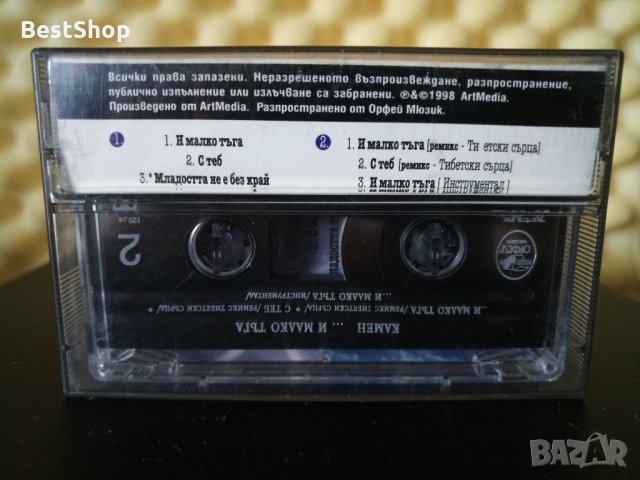 BestShop
Всички права запазени. Неразрешеното възпроизвеждане, разпространение,
публично изпълнение или излъчване са забранени. ℗&©1998 ArtMedia.
Произведено от ArtMedia. Разпространено от Орфей Мюзик.
1. 1. И малко тъга
2. С теб
3.* Младостта не е без край
2. 1. И малко тъга [ремикс - Ти етски сърца]
2. С теб [ремикс - Тибетски сърца]
3. И малко тъга [Инструментал]
2
ОРФЕЙ
КАМЕН ... И МАЛКО ТЪГА
...И МАЛКО ТЪГА /РЕМИКС ТИБЕТСКИ СЪРЦА/ * С ТЕБ /РЕМИКС ТИБЕТСКИ СЪРЦА/ *
... И МАЛКО ТЪГА /ИНСТРУМЕНТАЛ/
BAZAR